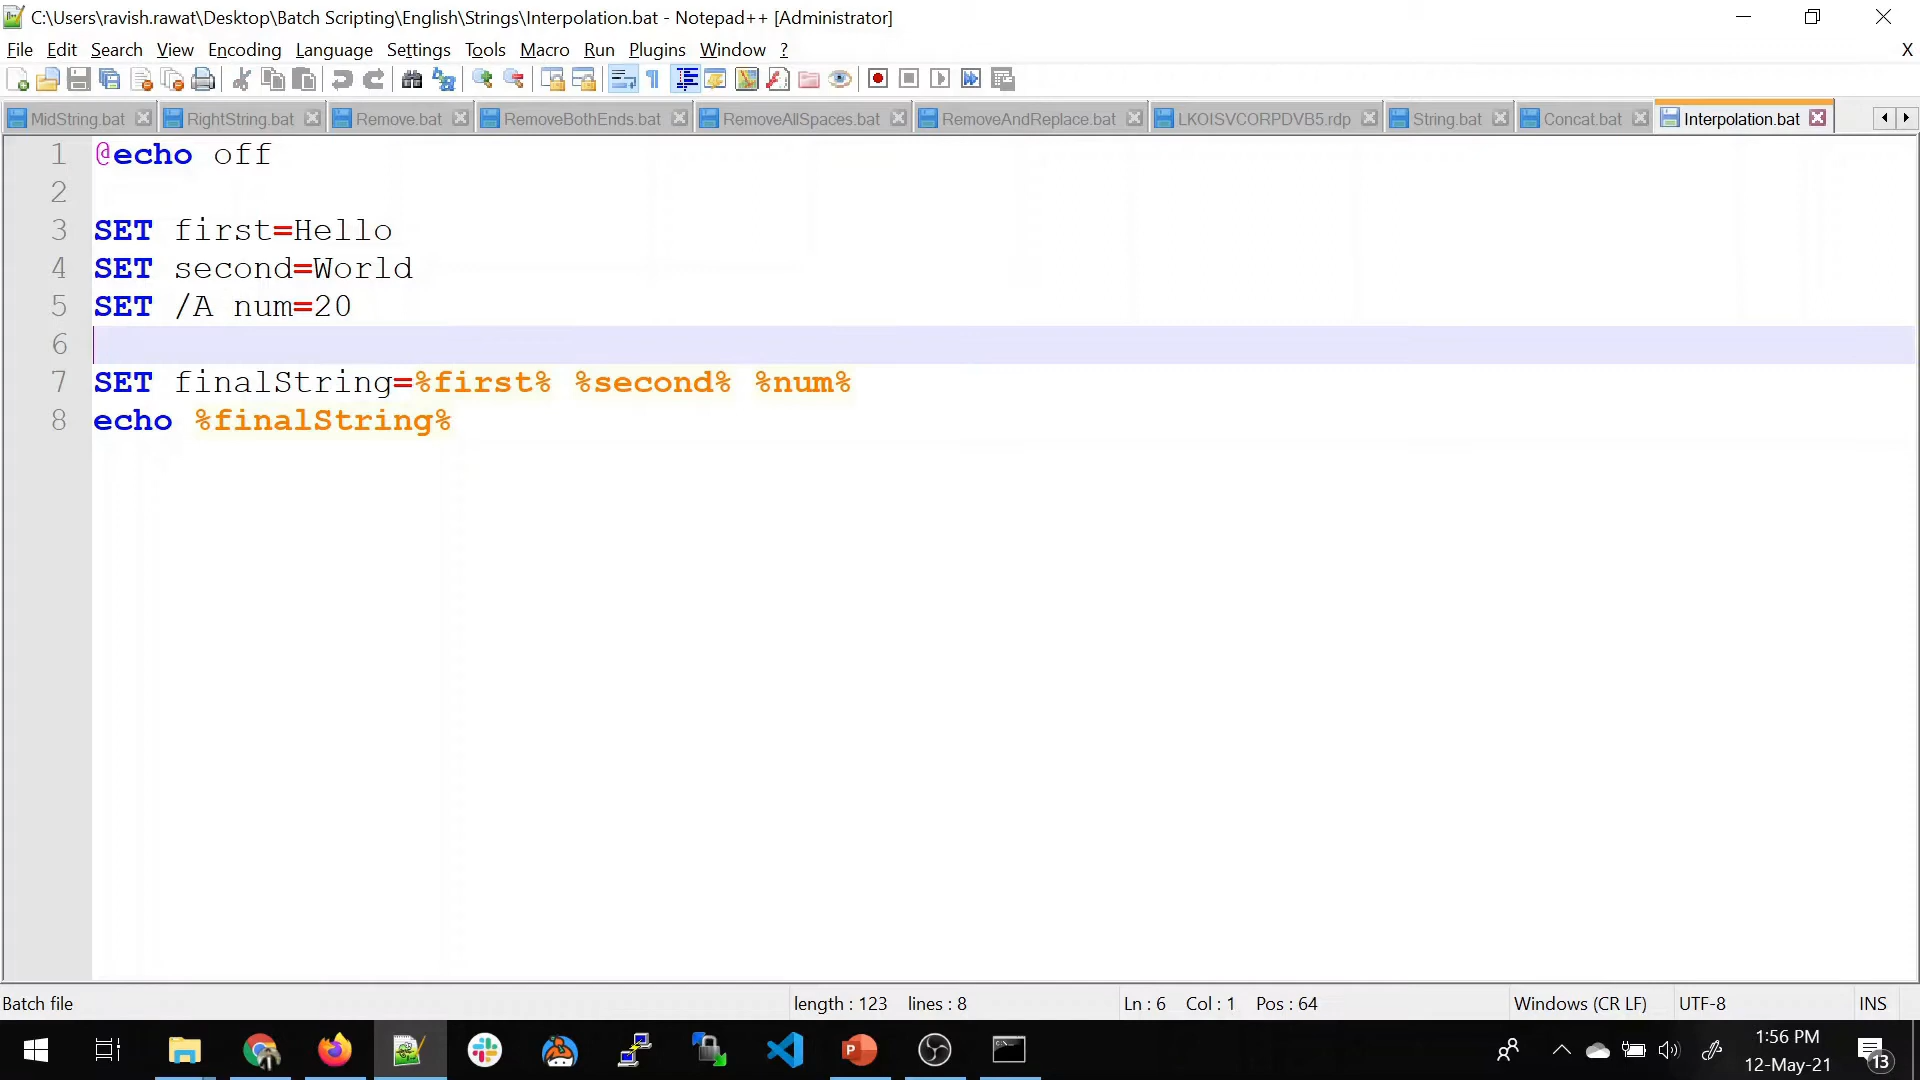 C:\Users\ravish.rawat\Desktop\Batch Scripting\English\Strings\Interpolation.bat - Notepad++ [Administrator]
File Edit Search View Encoding Language Settings Tools Macro Run Plugins Window ? X
MidString.bat RightString.bat Remove.bat RemoveBothEnds.bat RemoveAllSpaces.bat RemoveAndReplace.bat LKOISVCORPDVB5.rdp String.bat Concat.bat Interpolation.bat
1 @echo off
2
3 SET first=Hello
4 SET second=World
5 SET /A num=20
6
7 SET finalString=%first% %second% %num%
8 echo %finalString%
Batch file length : 123 lines : 8 Ln : 6 Col : 1 Pos : 64 Windows (CR LF) UTF-8 INS
1:56 PM
12-May-21
13